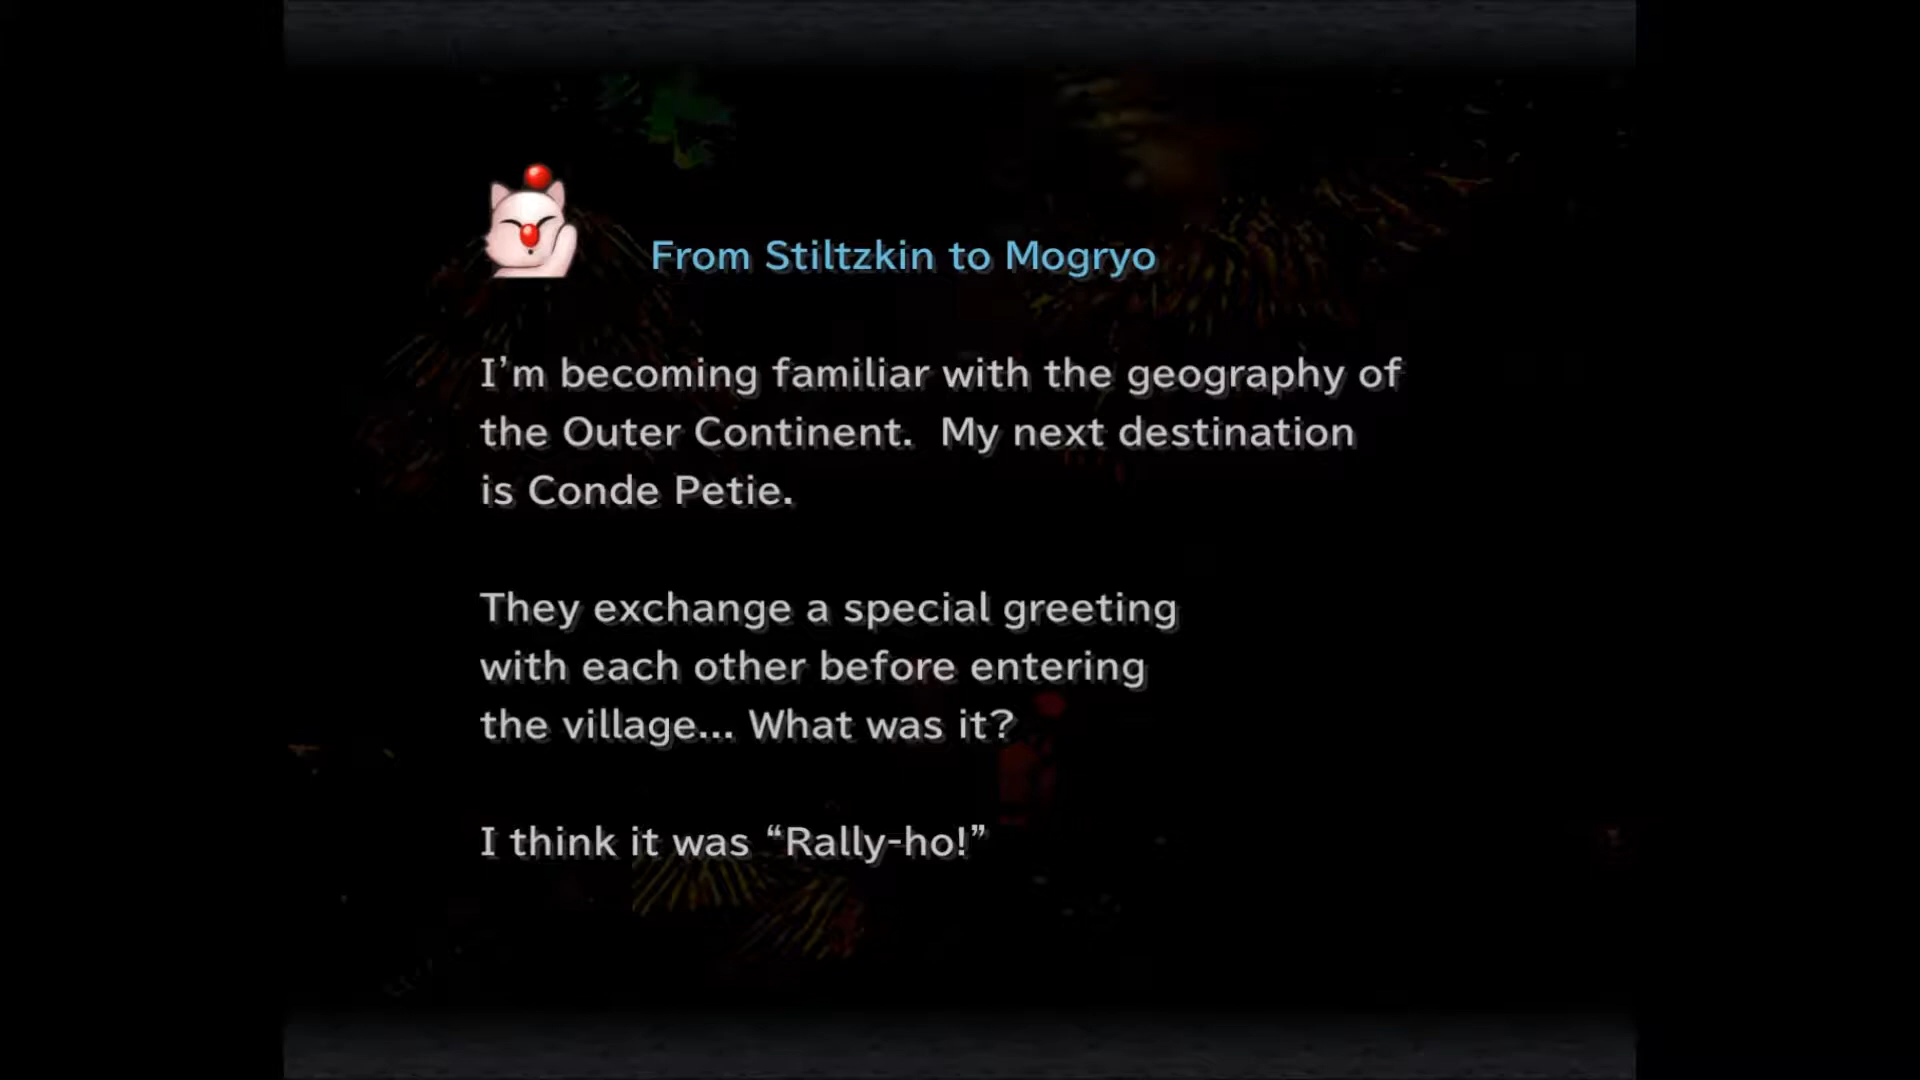 From Stiltzkin to Mogryo
I’m becoming familiar with the geography of
the Outer Continent.  My next destination
is Conde Petie.
They exchange a special greeting
with each other before entering
the village... What was it?
I think it was “Rally-ho!”